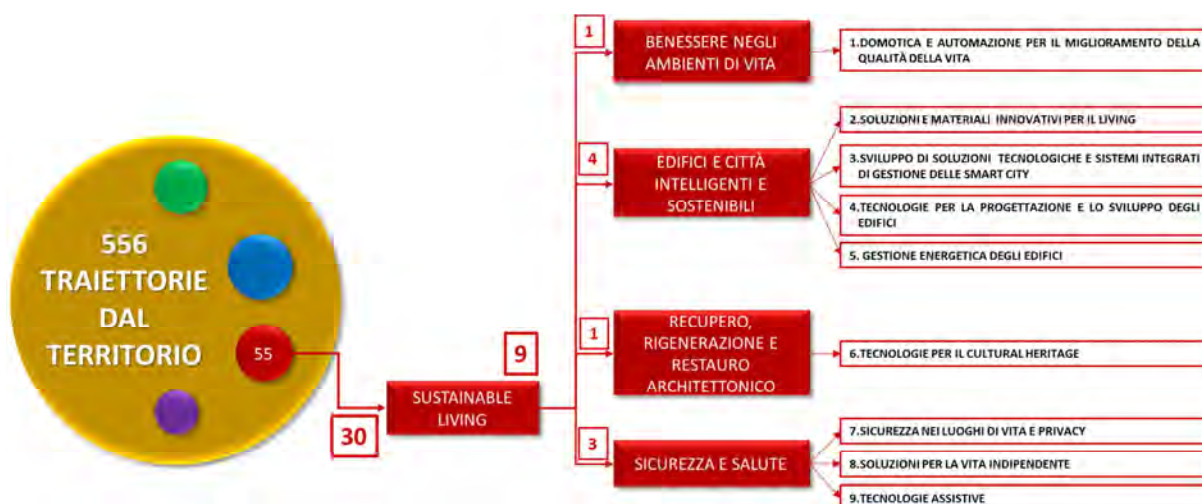 556
TRAIETTORIE
DAL
TERRITORIO
55
30
SUSTAINABLE
LIVING
9
1
BENESSERE NEGLI
AMBIENTI DI VITA
1.DOMOTICA E AUTOMAZIONE PER IL MIGLIORAMENTO DELLA
QUALITÀ DELLA VITA
4
EDIFICI E CITTÀ
INTELLIGENTI E
SOSTENIBILI
2.SOLUZIONI E MATERIALI INNOVATIVI PER IL LIVING
3.SVILUPPO DI SOLUZIONI TECNOLOGICHE E SISTEMI INTEGRATI
DI GESTIONE DELLE SMART CITY
4.TECNOLOGIE PER LA PROGETTAZIONE E LO SVILUPPO DEGLI
EDIFICI
5. GESTIONE ENERGETICA DEGLI EDIFICI
1
RECUPERO,
RIGENERAZIONE E
RESTAURO
ARCHITETTONICO
6.TECNOLOGIE PER IL CULTURAL HERITAGE
3
SICUREZZA E SALUTE
7.SICUREZZA NEI LUOGHI DI VITA E PRIVACY
8.SOLUZIONI PER LA VITA INDIPENDENTE
9.TECNOLOGIE ASSISTIVE